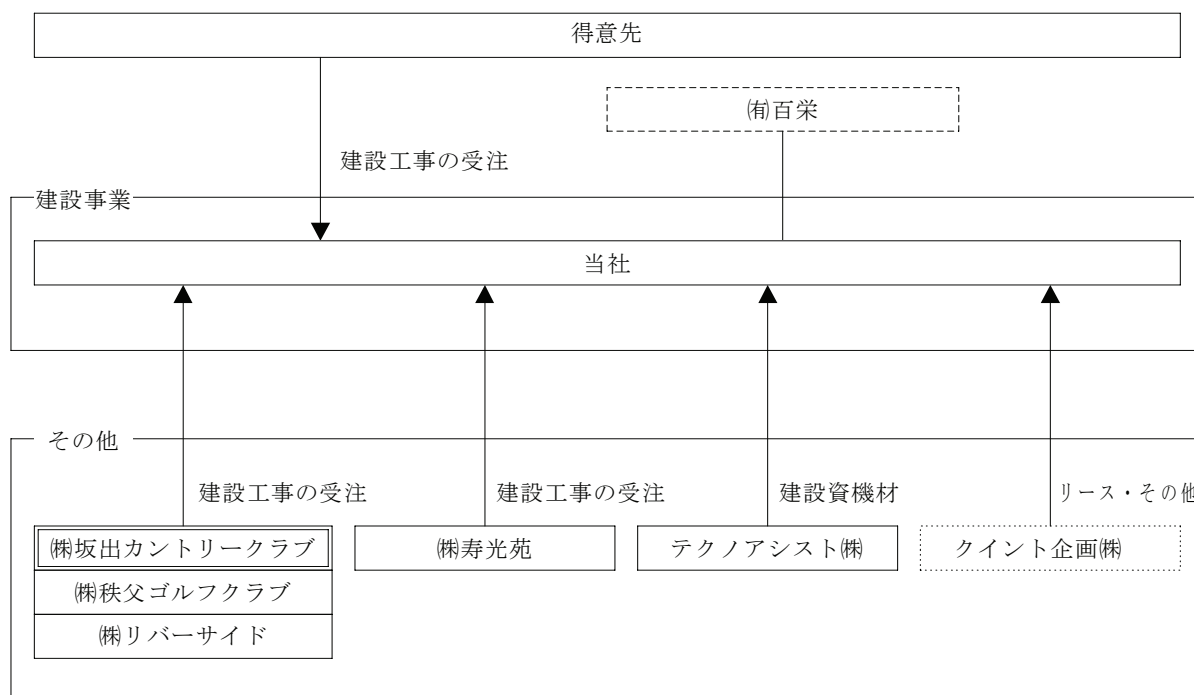 得意先
㈲百栄
建設工事の受注
建設事業
当社
その他
建設工事の受注
建設工事の受注
建設資機材
リース・その他
㈱坂出カントリークラブ
㈱寿光苑
テクノアシスト㈱
クイント企画㈱
㈱秩父ゴルフクラブ
㈱リバーサイド